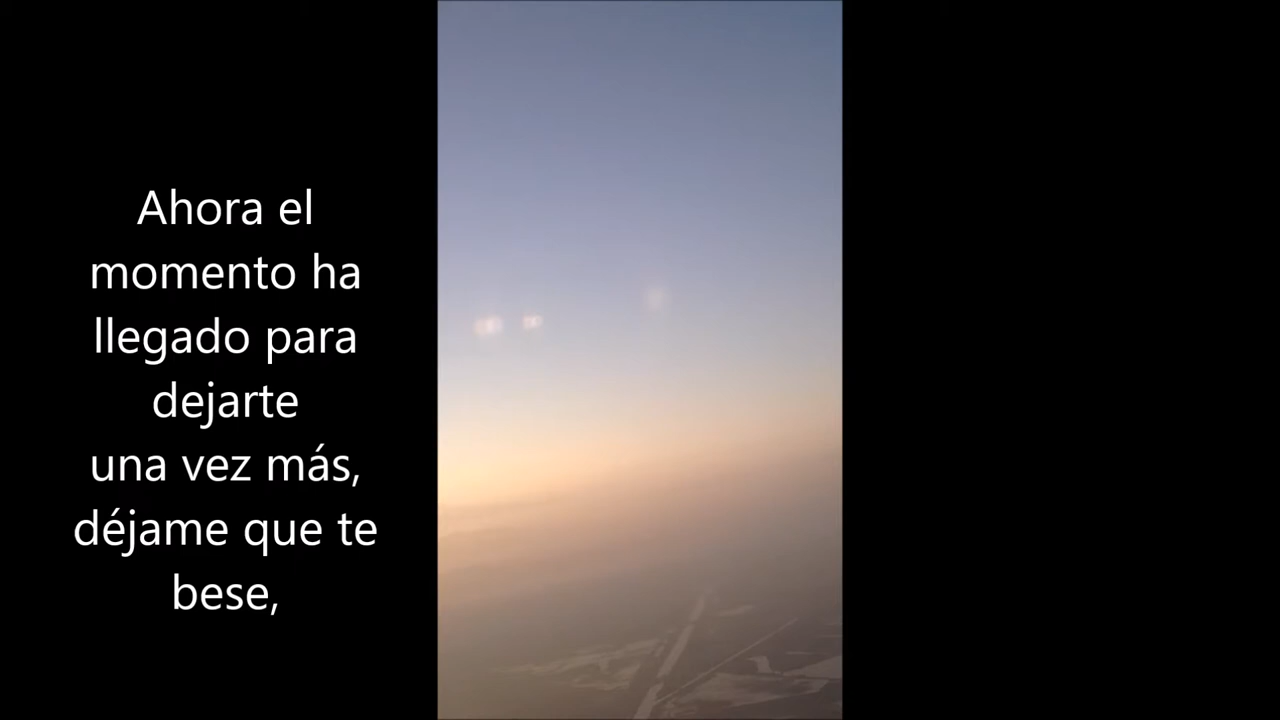 Ahora el
momento ha
llegado para
dejarte
una vez más,
déjame que te
bese,